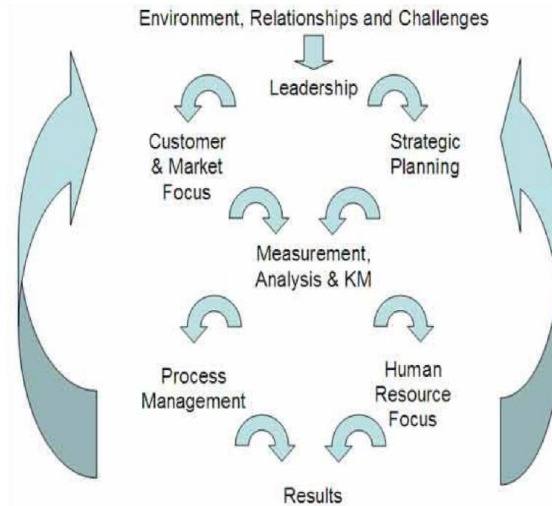 Environment, Relationships and Challenges
Leadership
Customer
& Market
Focus
Strategic
Planning
Measurement,
Analysis & KM
Process
Management
Human
Resource
Focus
Results